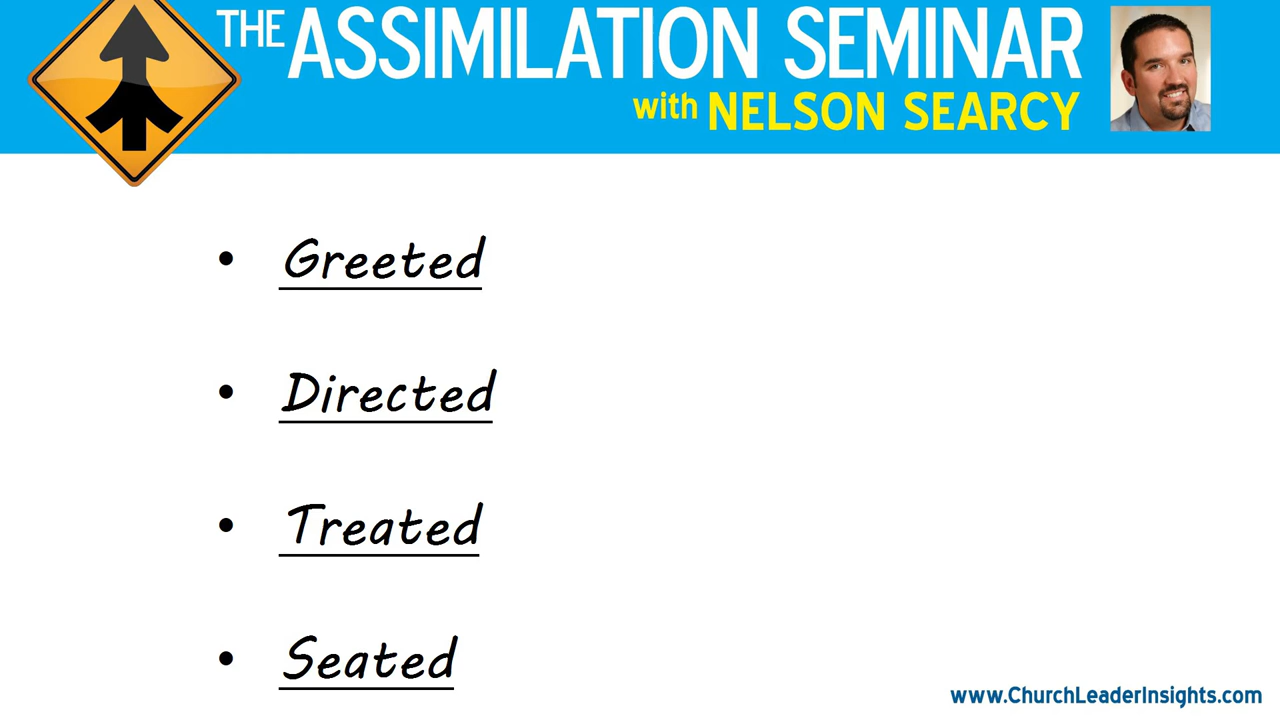 THE ASSIMILATION SEMINAR
with NELSON SEARCY
• Greeted
• Directed
• Treated
• Seated
www.ChurchLeaderInsights.com